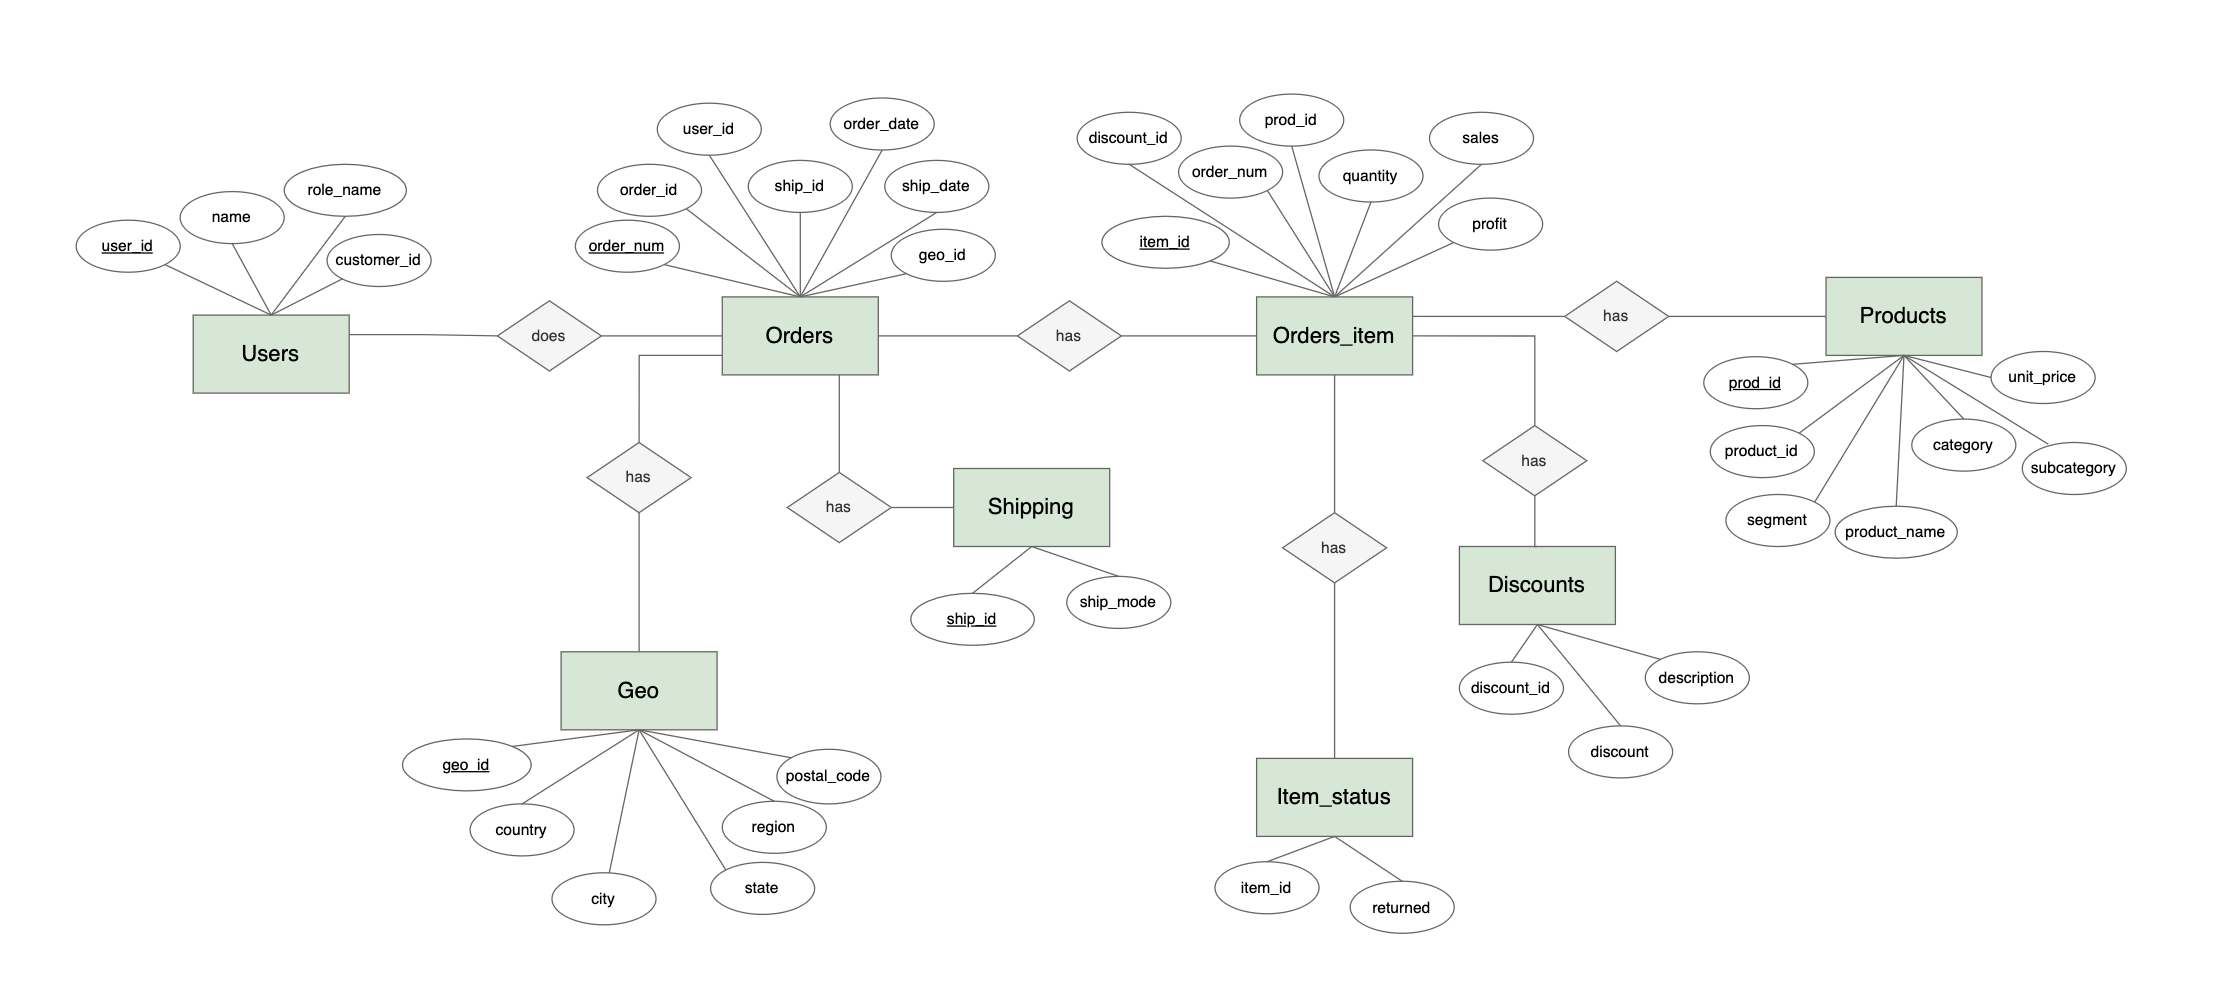 user_id
name
role_name
customer_id
Users
does
order_num
order_id
user_id
ship_id
order_date
ship_date
geo_id
Orders
has
discount_id
item_id
order_num
prod_id
quantity
sales
profit
Orders_item
has
Products
prod_id
product_id
segment
product_name
category
subcategory
unit_price
has
has
Shipping
ship_id
ship_mode
has
has
Discounts
discount_id
discount
description
Geo
geo_id
country
city
state
region
postal_code
Item_status
item_id
returned